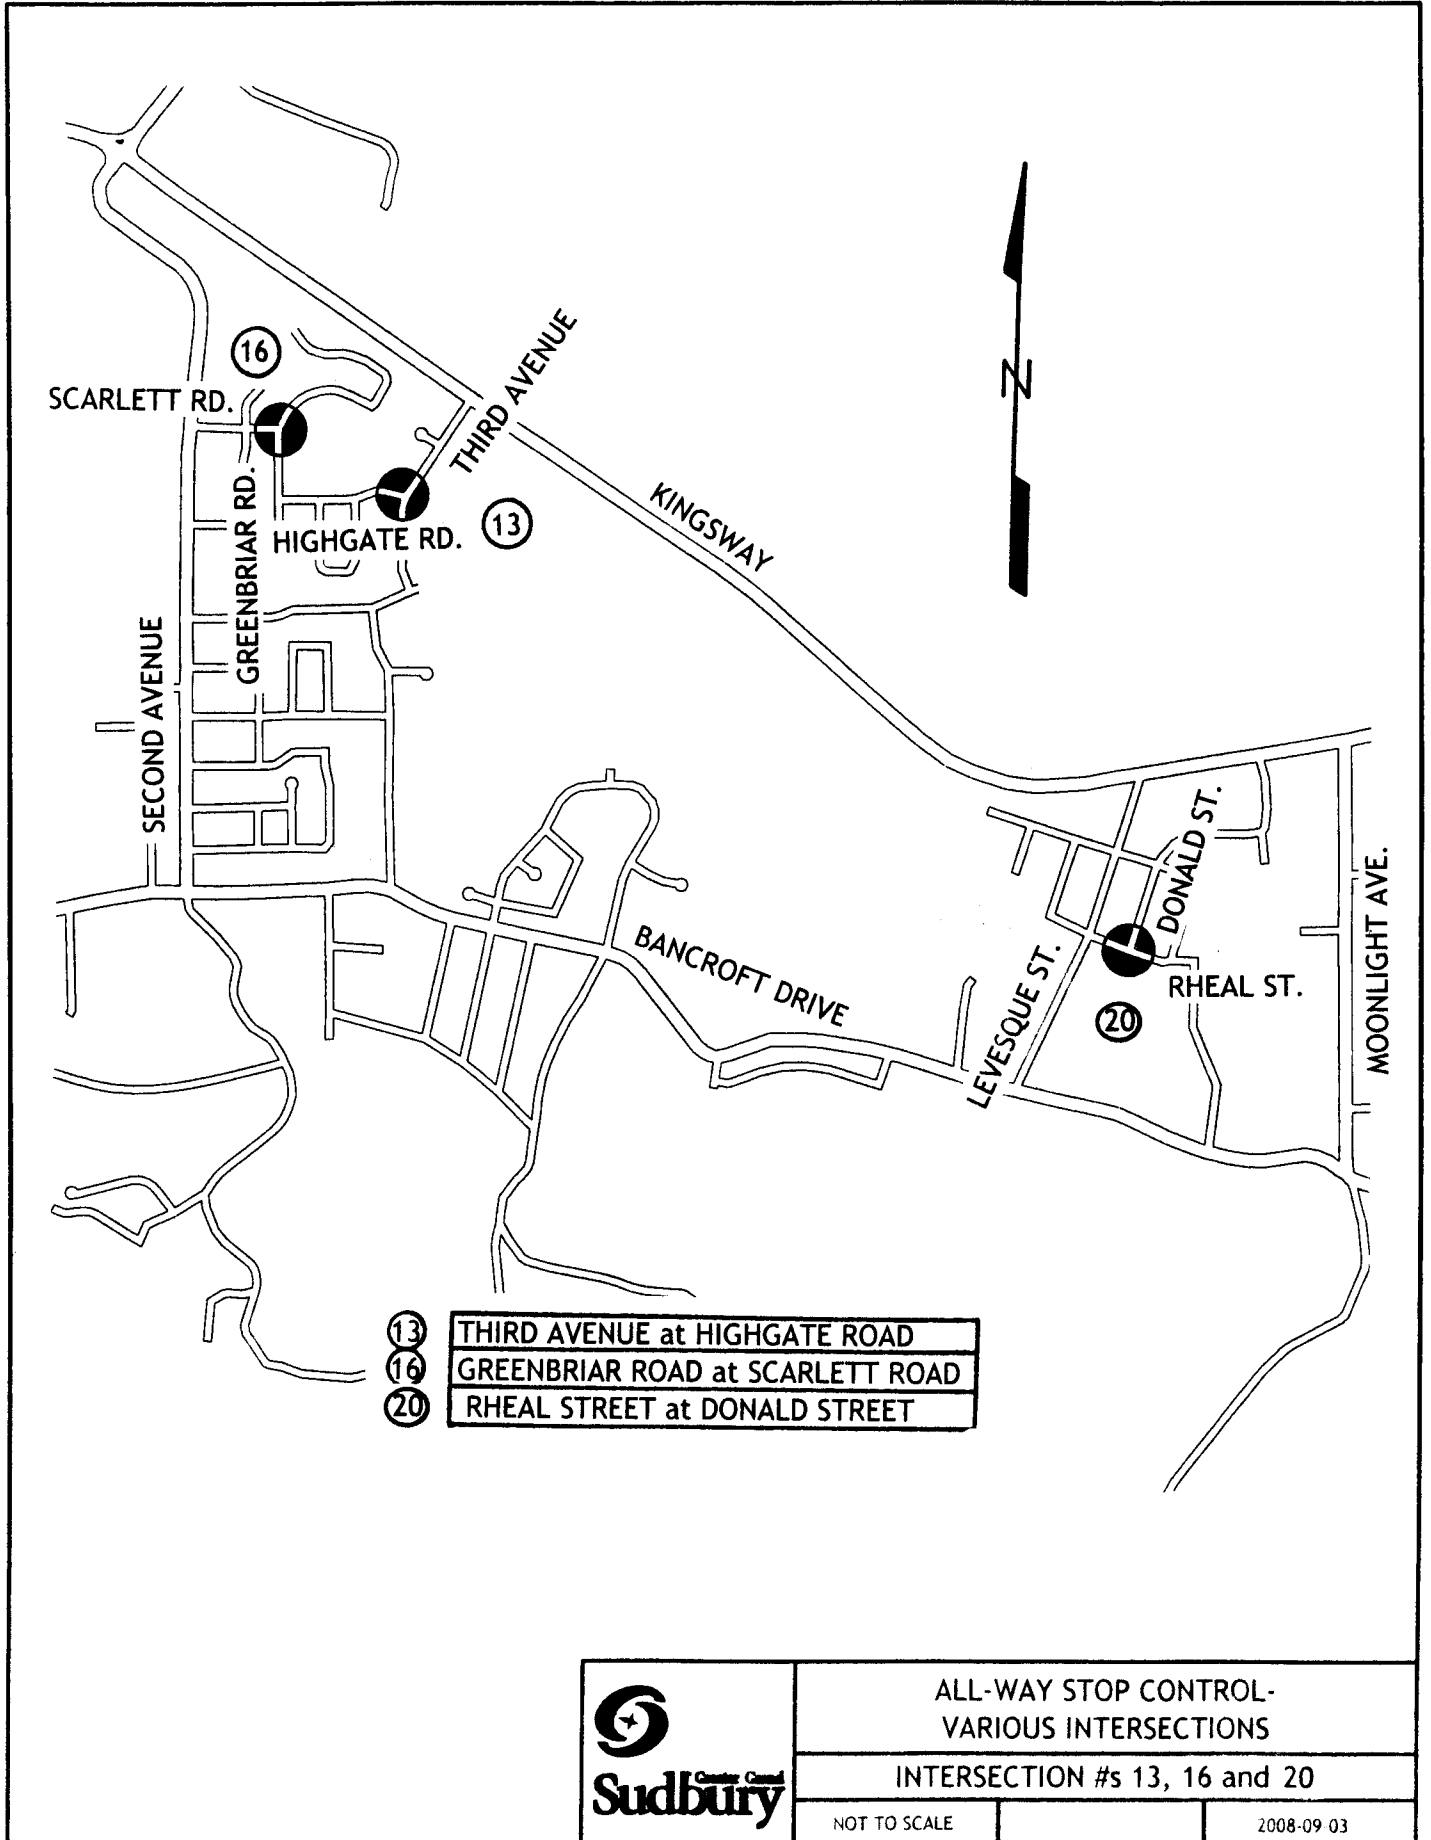 16
SCARLETT RD.
THIRD AVENUE
N
KINGSWAY
13
HIGHGATE RD.
GREENBRIAR RD.
SECOND AVENUE
DONALD ST.
MOONLIGHT AVE.
BANCROFT DRIVE
LEVESQUE ST.
RHEAL ST.
20
13 THIRD AVENUE at HIGHGATE ROAD
16 GREENBRIAR ROAD at SCARLETT ROAD
20 RHEAL STREET at DONALD STREET
Greater Grand
Sudbury
ALL-WAY STOP CONTROL-
VARIOUS INTERSECTIONS
INTERSECTION #s 13, 16 and 20
NOT TO SCALE
2008-09-03